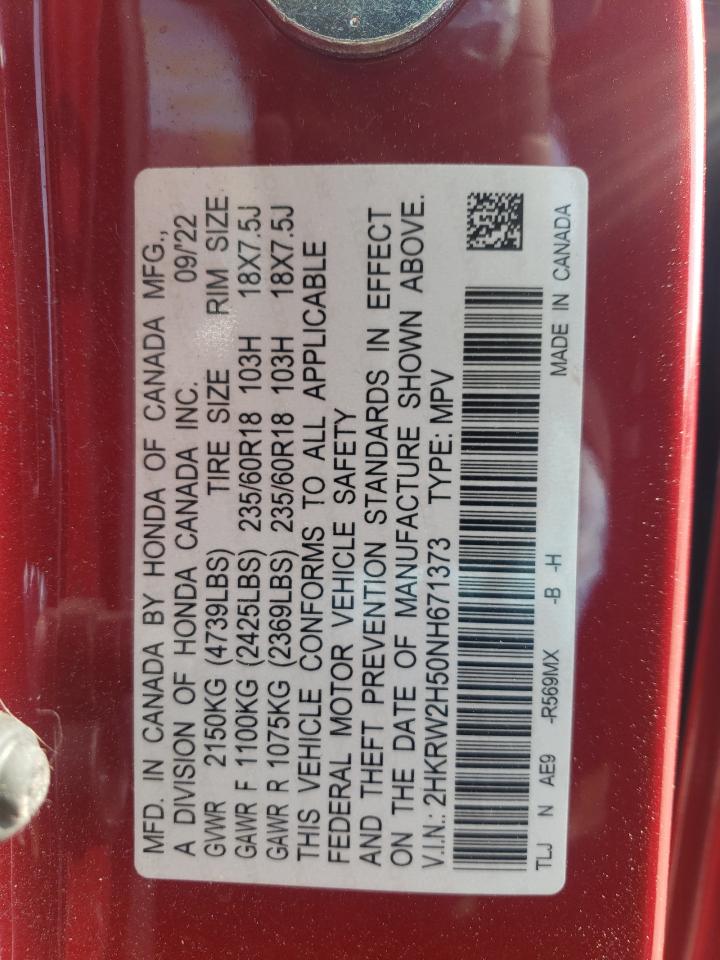 MFD. IN CANADA BY HONDA OF CANADA MFG.,
A DIVISION OF HONDA CANADA INC. 09/'22
GVWR 2150KG (4739LBS) TIRE SIZE RIM SIZE
GAWR F 1100KG (2425LBS) 235/60R18 103H 18X7.5J
GAWR R 1075KG (2369LBS) 235/60R18 103H 18X7.5J
THIS VEHICLE CONFORMS TO ALL APPLICABLE
FEDERAL MOTOR VEHICLE SAFETY
AND THEFT PREVENTION STANDARDS IN EFFECT
ON THE DATE OF MANUFACTURE SHOWN ABOVE.
V.I.N.: 2HKRW2H50NH671373 TYPE: MPV
TLJ N AE9 -R569MX -B -H MADE IN CANADA